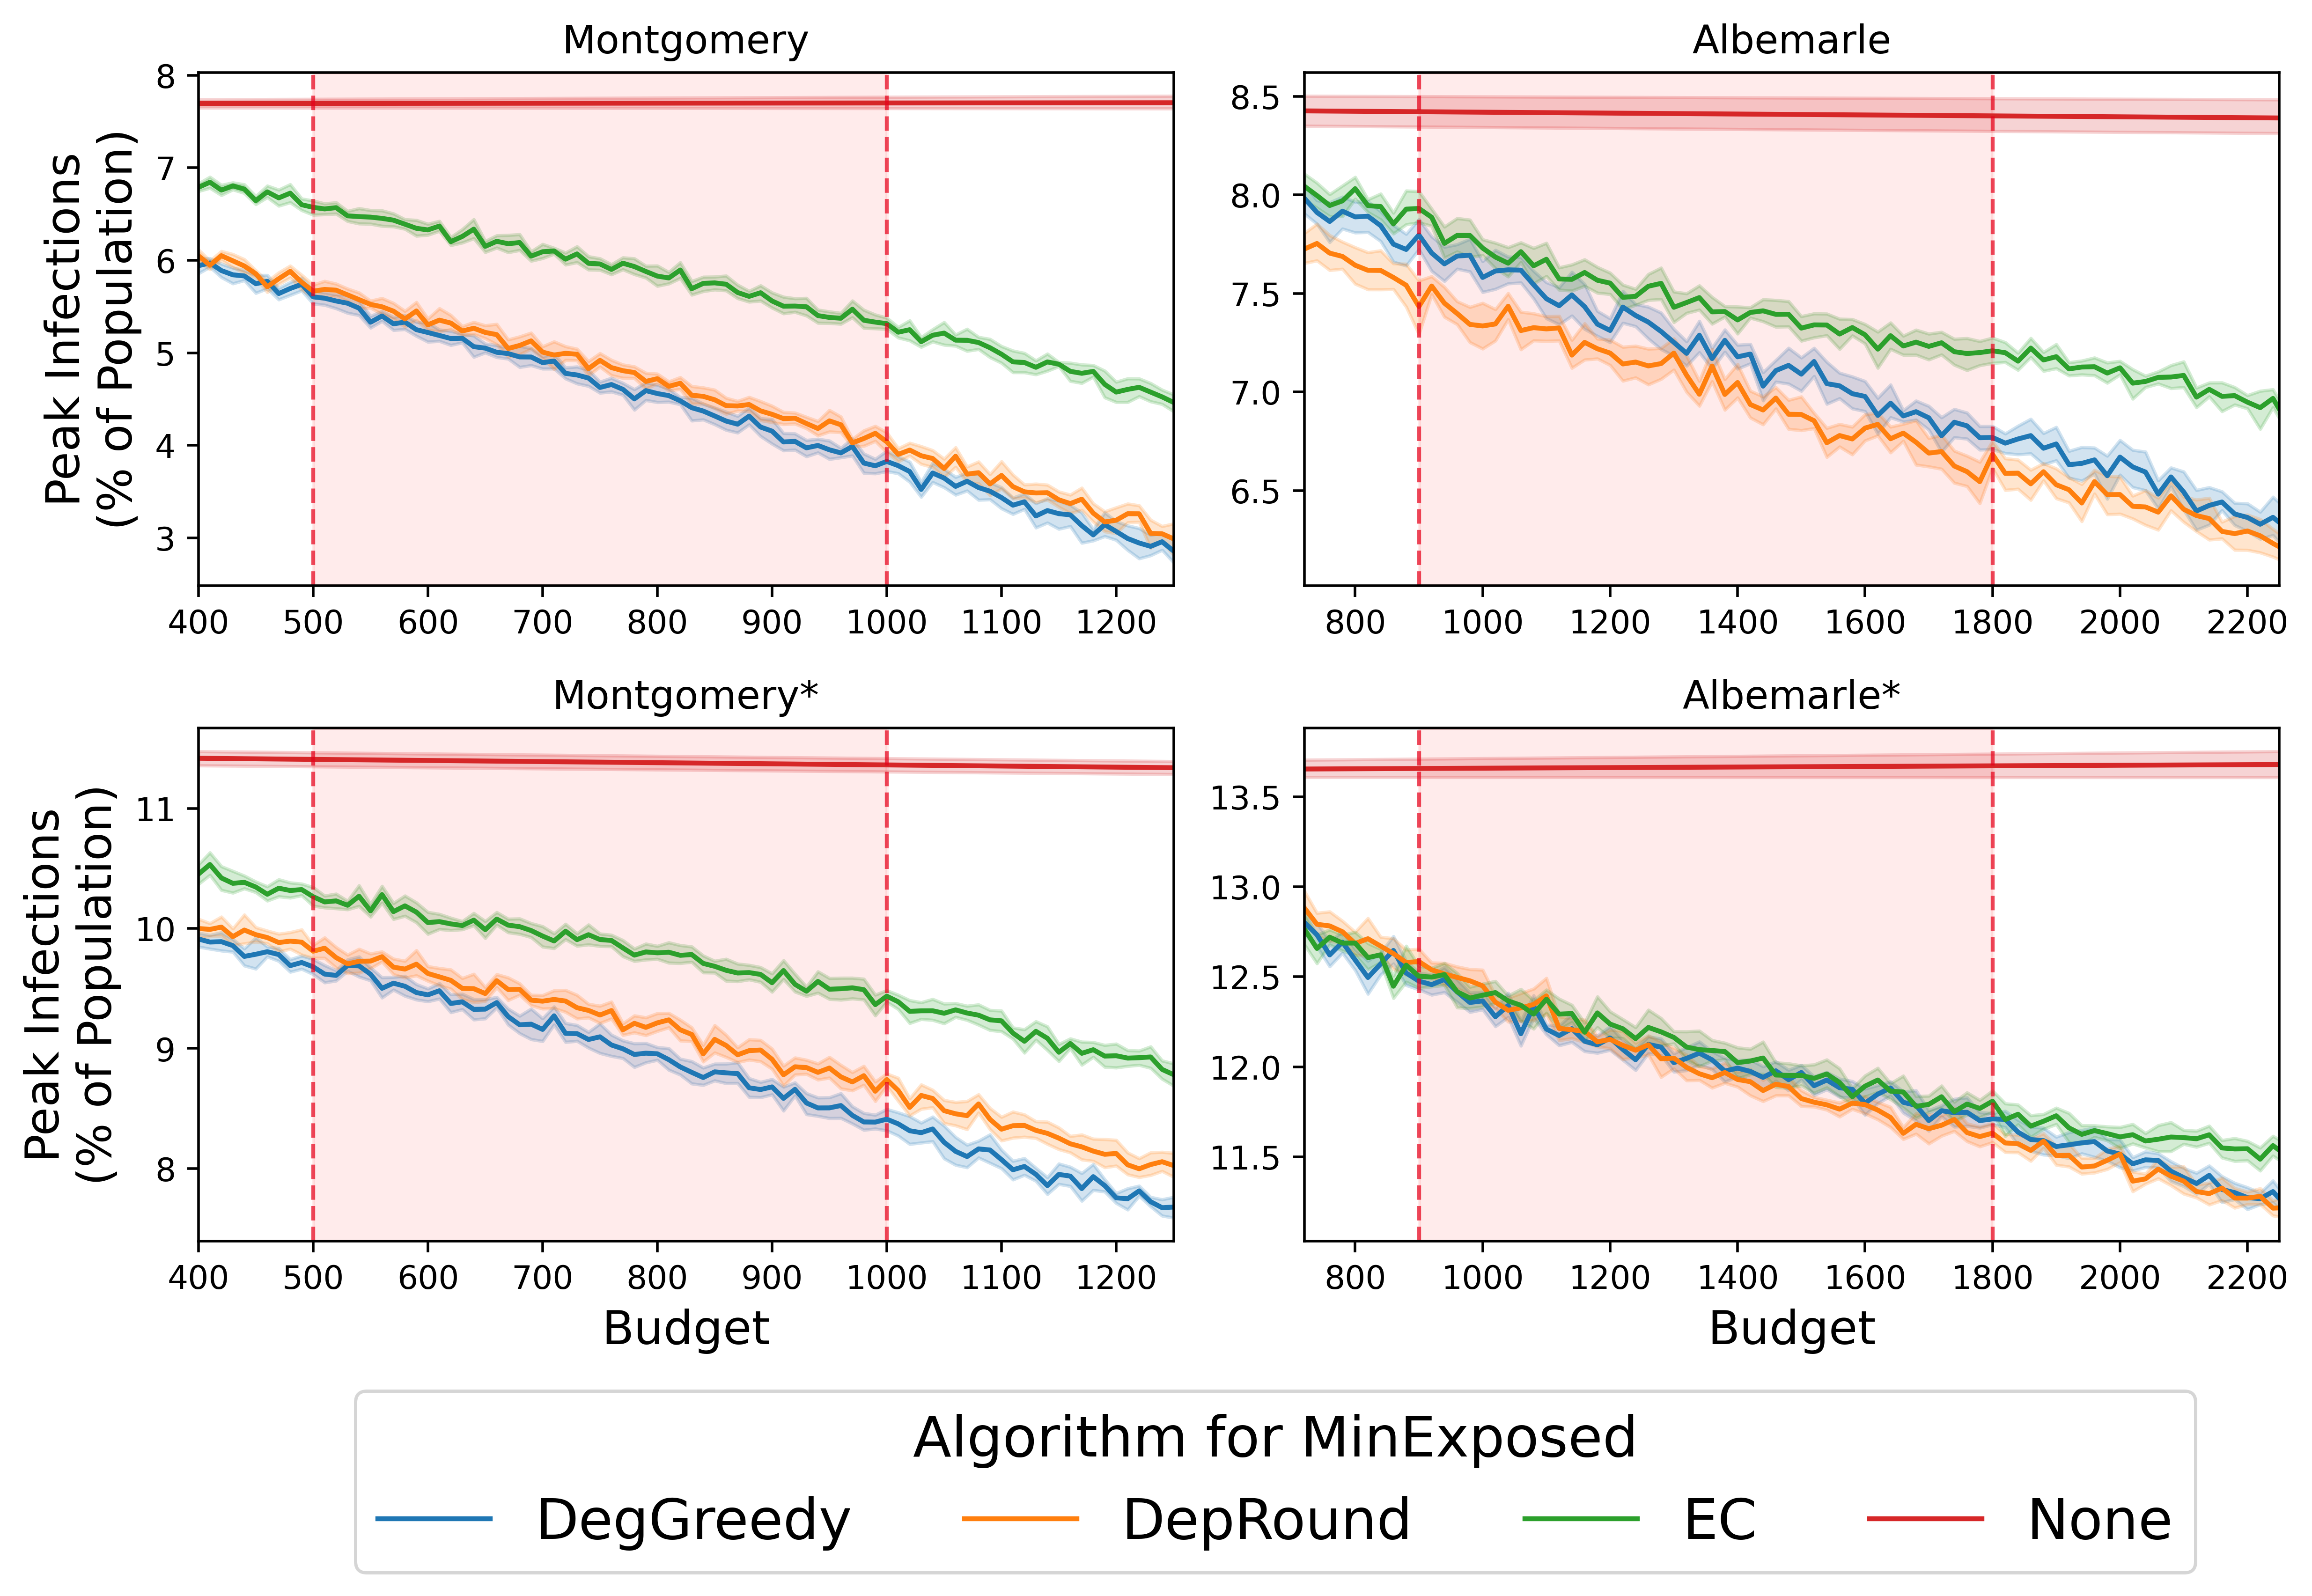 Montgomery
Albemarle
Peak Infections
(% of Population)
8
7
6
5
4
3
400 500 600 700 800 900 1000 1100 1200
8.5
8.0
7.5
7.0
6.5
800 1000 1200 1400 1600 1800 2000 2200
Montgomery*
Albemarle*
Peak Infections
(% of Population)
11
10
9
8
400 500 600 700 800 900 1000 1100 1200
Budget
13.5
13.0
12.5
12.0
11.5
800 1000 1200 1400 1600 1800 2000 2200
Budget
Algorithm for MinExposed
DegGreedy DepRound EC None